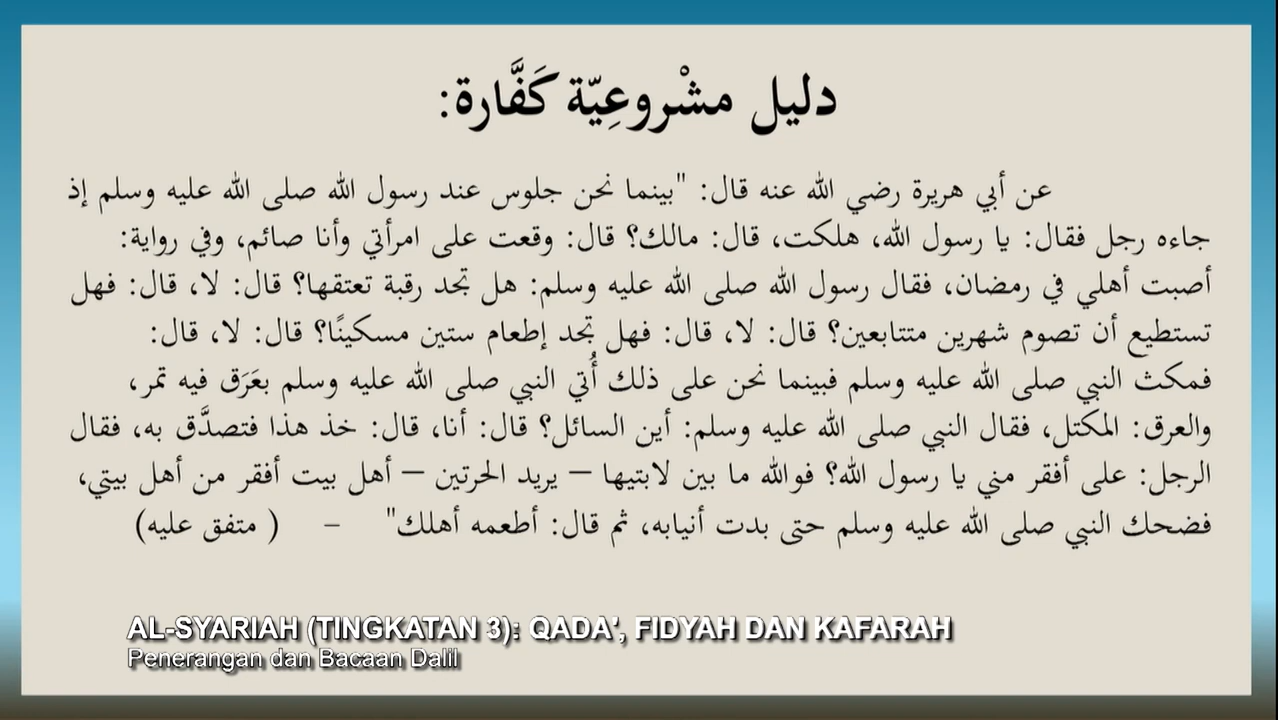 دليل مشْروعِيّة كَفَّارة:
عن أبي هريرة رضي الله عنه قال: "بينما نحن جلوس عند رسول الله صلى الله عليه وسلم إذ
جاءه رجل فقال: يا رسول الله، هلكت، قال: مالك؟ قال: وقعت على امرأتي وأنا صائم، وفي رواية:
أصبت أهلي في رمضان، فقال رسول الله صلى الله عليه وسلم: هل تجد رقبة تعتقها؟ قال: لا، قال: فهل
تستطيع أن تصوم شهرين متتابعين؟ قال: لا، قال: فهل تجد إطعام ستين مسكينًا؟ قال: لا، قال:
فمكث النبي صلى الله عليه وسلم فبينما نحن على ذلك أُتي النبي صلى الله عليه وسلم بعَرَق فيه تمر،
والعرق: المكتل، فقال النبي صلى الله عليه وسلم: أين السائل؟ قال: أنا، قال: خذ هذا فتصدَّق به، فقال
الرجل: على أفقر مني يا رسول الله؟ فوالله ما بين لابتيها – يريد الحرتين – أهل بيت أفقر من أهل بيتي،
فضحك النبي صلى الله عليه وسلم حتى بدت أنيابه، ثم قال: أطعمه أهلك" – ( متفق عليه)
AL-SYARIAH (TINGKATAN 3): QADA', FIDYAH DAN KAFARAH
Penerangan dan Bacaan Dalil